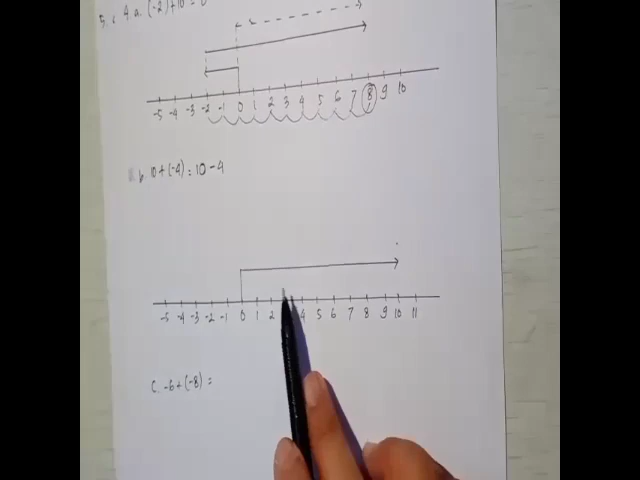 5. 4. a. (-2)+10 = 
-5 -4 -3 -2 -1 0 1 2 3 4 5 6 7 8 9 10
b. 10+(-4) = 10-4
-5 -4 -3 -2 -1 0 1 2 4 5 6 7 8 9 10 11
C. -6+(-8) =